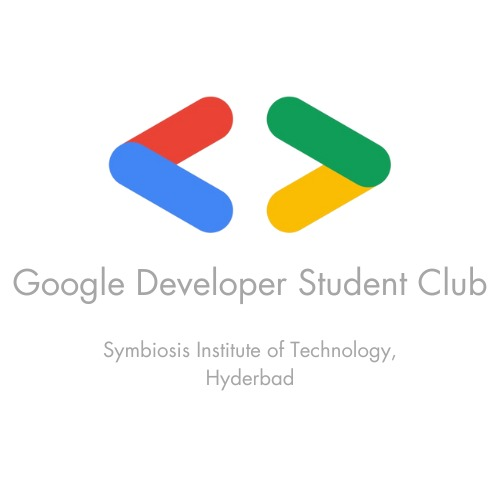 Google Developer Student Club
Symbiosis Institute of Technology,
Hyderbad